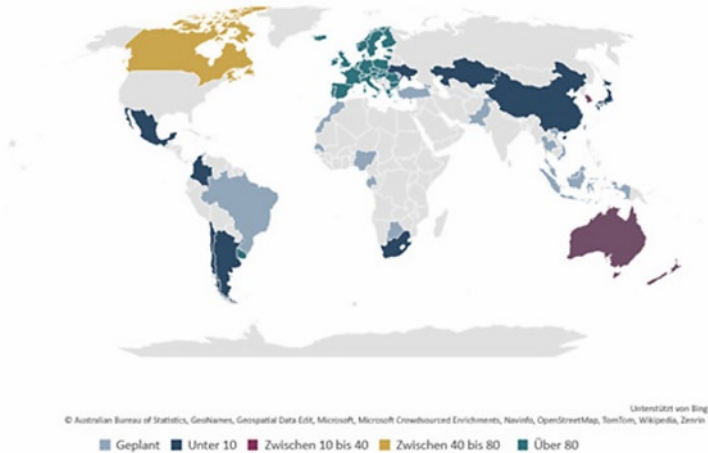 Unterstützt von Bing
© Australian Bureau of Statistics, GeoNames, Geospatial Data Edit, Microsoft, Microsoft Crowdsourced Enrichments, Navinfo, OpenStreetMap, TomTom, Wikipedia, Zenrin
Geplant Unter 10 Zwischen 10 bis 40 Zwischen 40 bis 80 Über 80